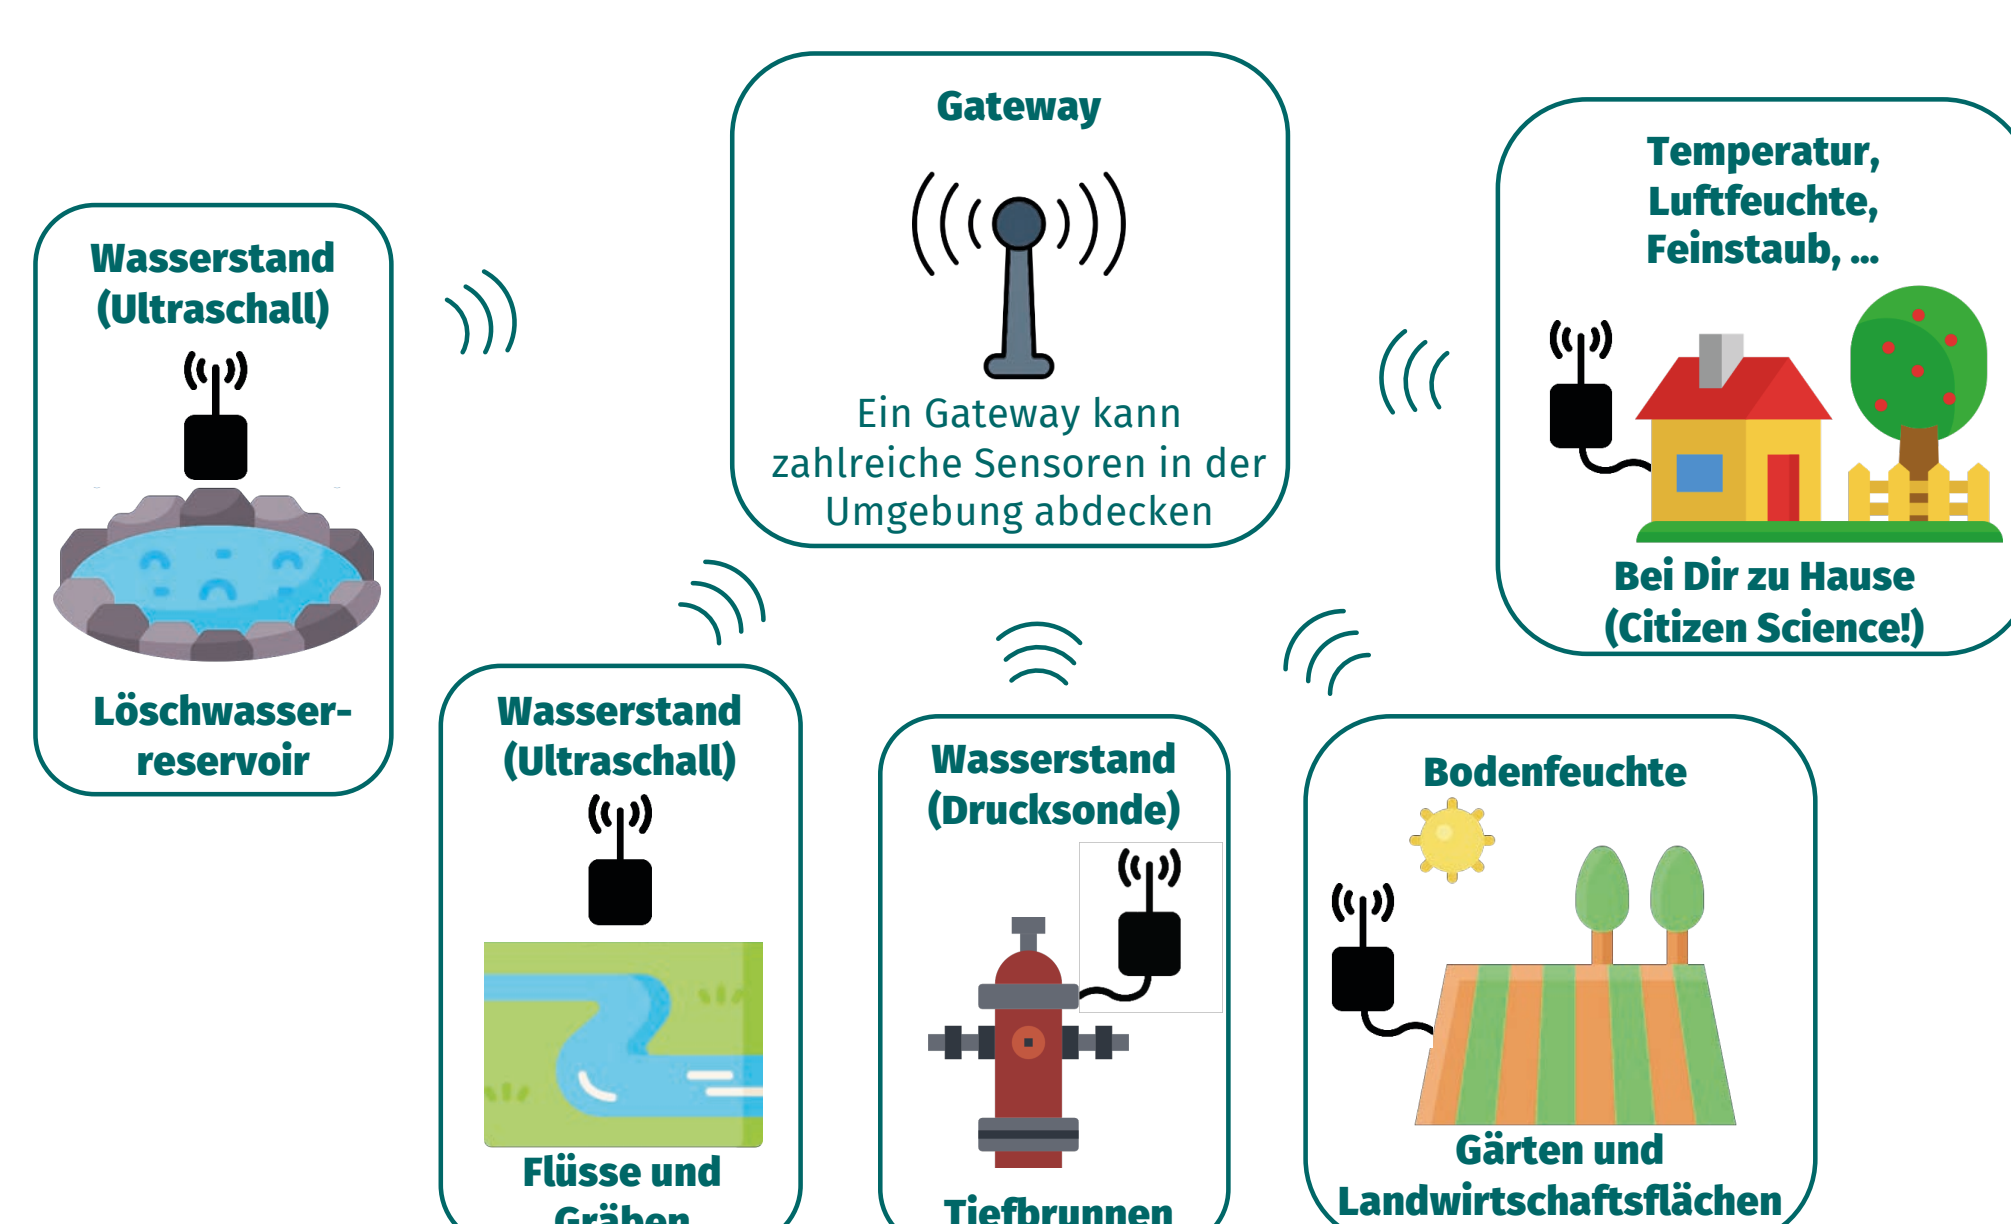 Gateway
Ein Gateway kann
zahlreiche Sensoren in der
Umgebung abdecken
Temperatur,
Luftfeuchte,
Feinstaub, ...
Bei Dir zu Hause
(Citizen Science!)
Wasserstand
(Ultraschall)
Löschwasser-
reservoir
Wasserstand
(Ultraschall)
Flüsse und
Gräben
Wasserstand
(Drucksonde)
Tiefbrunnen
Bodenfeuchte
Gärten und
Landwirtschaftsflächen